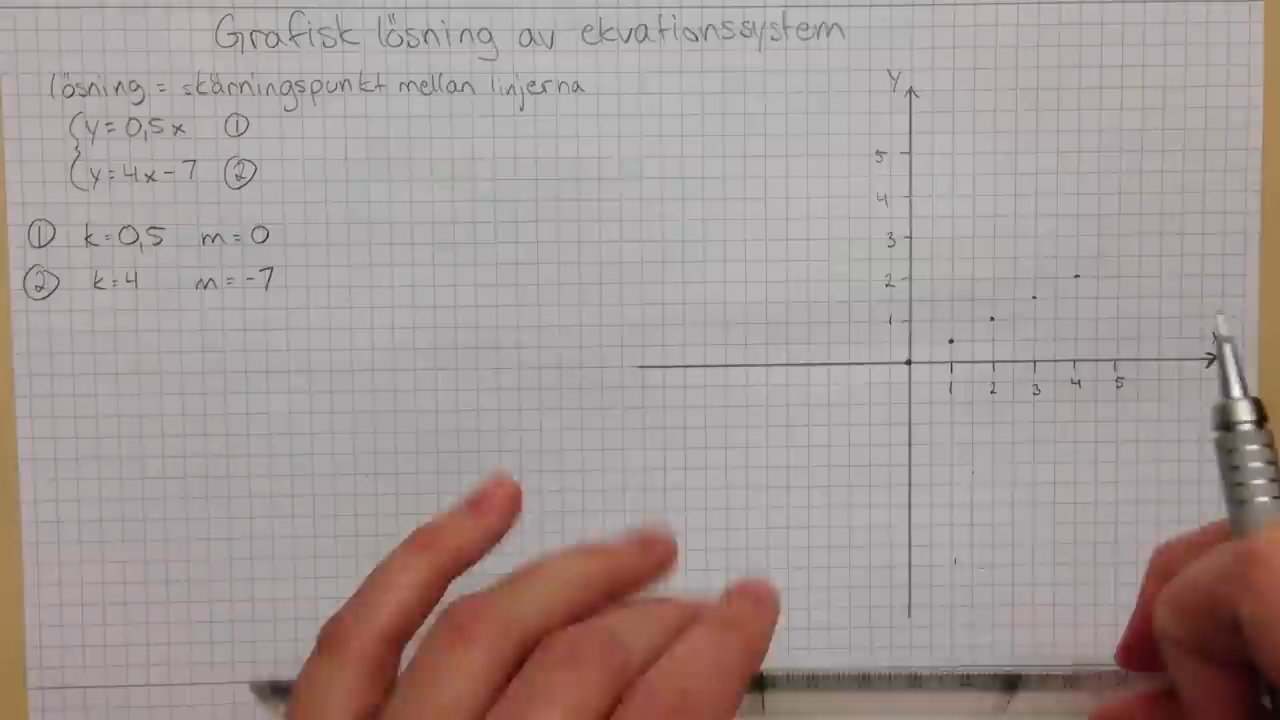 Grafisk lösning av ekvationssystem
lösning = skärningspunkt mellan linjerna
y = 0,5x ①
y = 4x - 7 ②
① k = 0,5 m = 0
② k = 4 m = -7
y
5
4
3
2
1
1 2 3 4 5